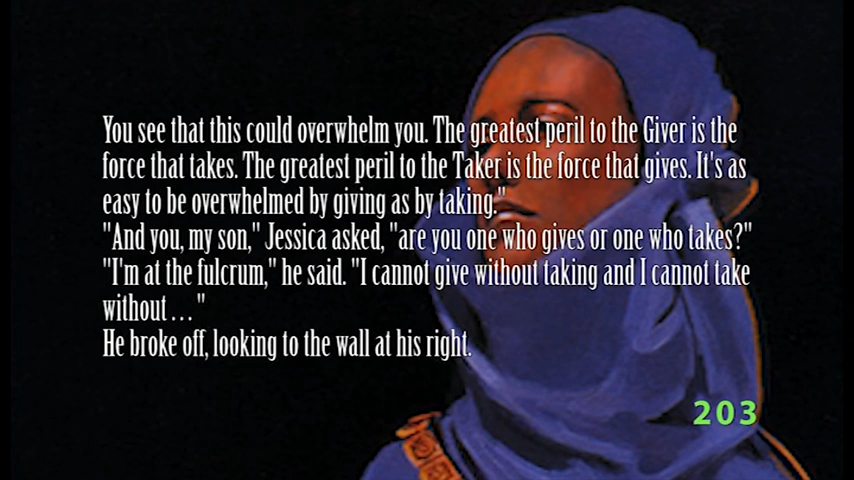 You see that this could overwhelm you. The greatest peril to the Giver is the
force that takes. The greatest peril to the Taker is the force that gives. It's as
easy to be overwhelmed by giving as by taking."
"And you, my son," Jessica asked, "are you one who gives or one who takes?"
"I'm at the fulcrum," he said. "I cannot give without taking and I cannot take
without . . . "
He broke off, looking to the wall at his right.
203